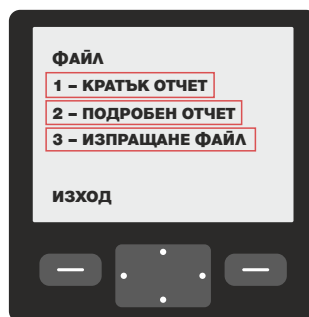 ФАЙЛ
1 – КРАТЪК ОТЧЕТ
2 – ПОДРОБЕН ОТЧЕТ
3 – ИЗПРАЩАНЕ ФАЙЛ
ИЗХОД